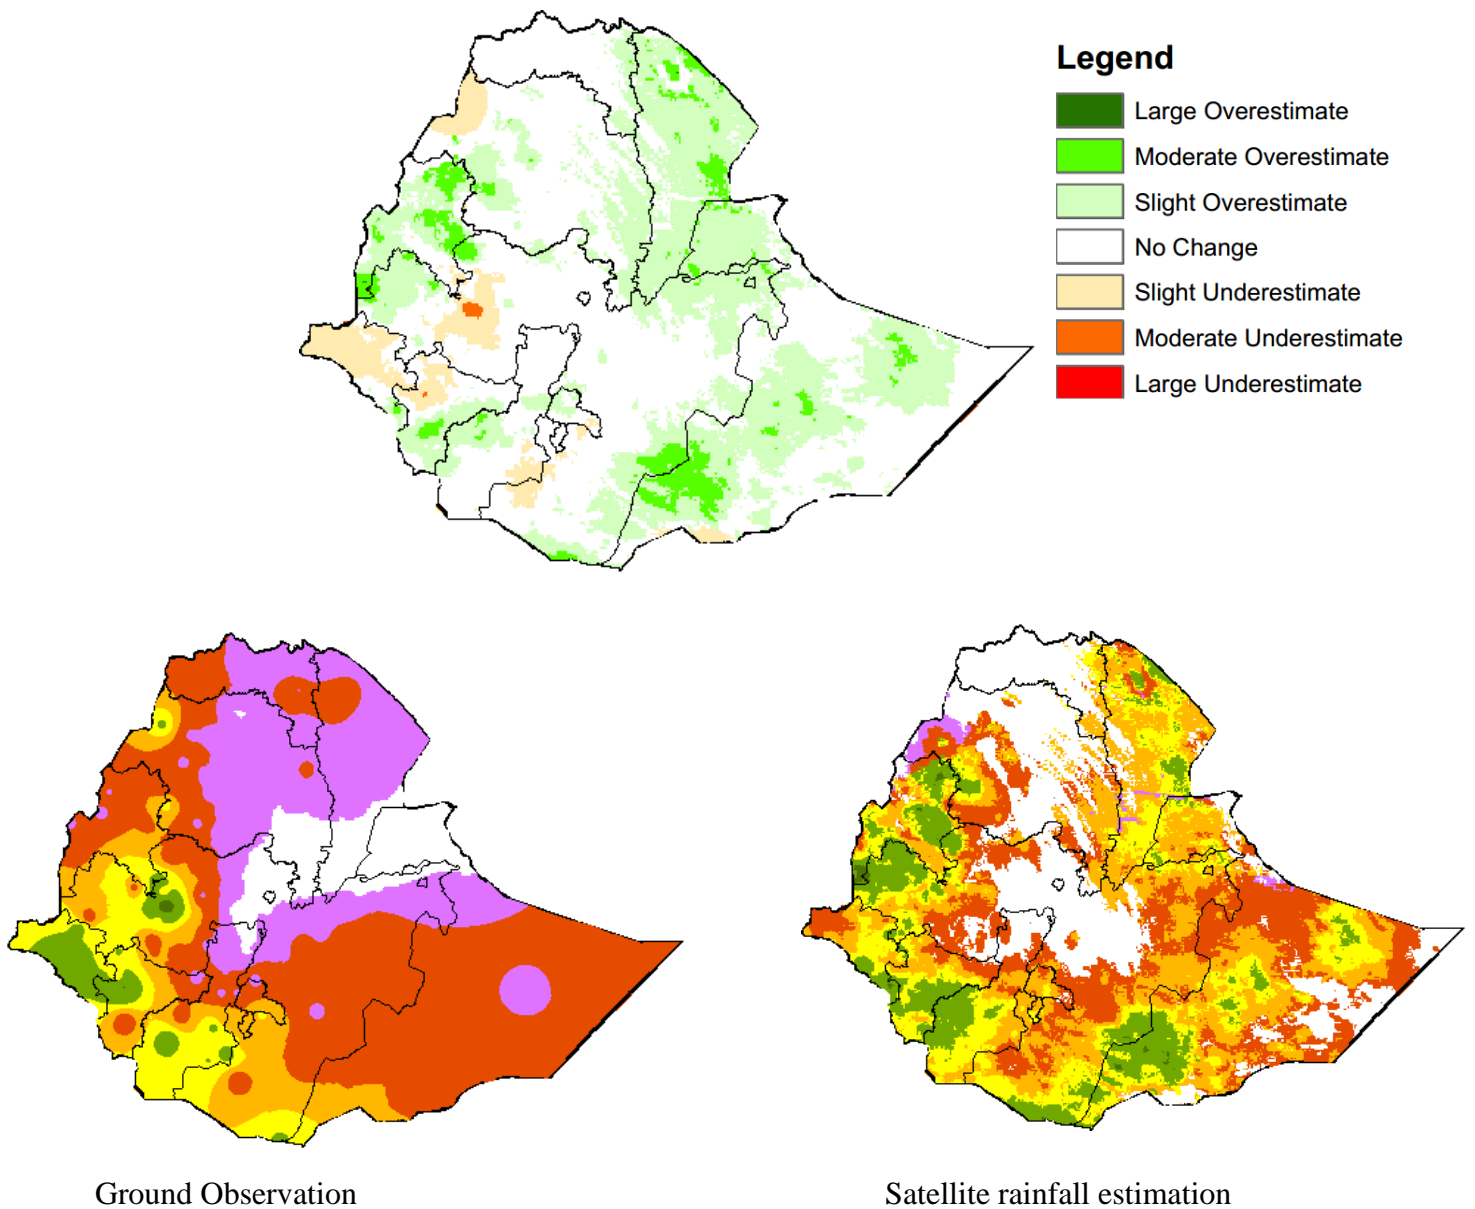 Legend
Large Overestimate
Moderate Overestimate
Slight Overestimate
No Change
Slight Underestimate
Moderate Underestimate
Large Underestimate
Ground Observation
Satellite rainfall estimation